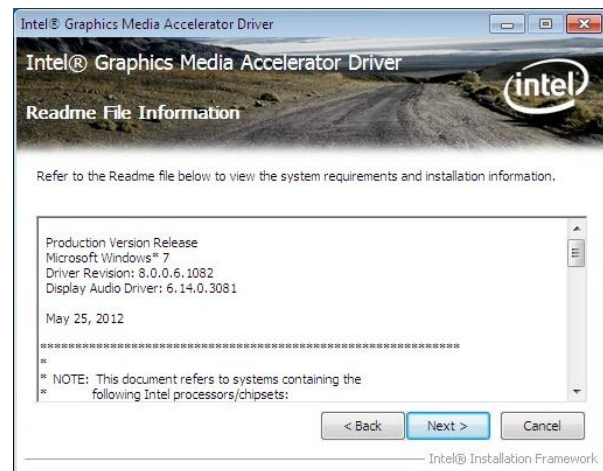 Intel® Graphics Media Accelerator Driver
Intel® Graphics Media Accelerator Driver
intel
Readme File Information
Refer to the Readme file below to view the system requirements and installation information.
Production Version Release
Microsoft Windows* 7
Driver Revision: 8.0.0.6.1082
Display Audio Driver: 6.14.0.3081
May 25, 2012
************************************************************
*
* NOTE: This document refers to systems containing the
* following Intel processors/chipsets:
< Back Next > Cancel
Intel® Installation Framework